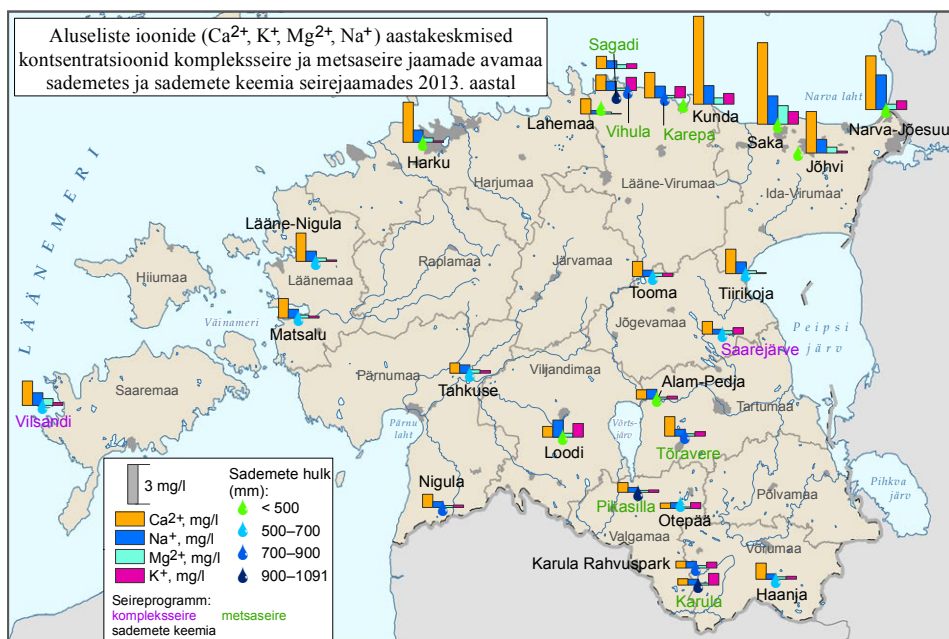 Aluseliste ioonide (Ca2+, K+, Mg2+, Na+) aastakeskmised
kontsentratsioonid kompleksseire ja metsaseire jaamade avamaa
sademetes ja sademete keemia seirejaamades 2013. aastal
Sagadi
Lahemaa
Vihula
Karepa
Kunda
Saka
Narva laht
Narva-Jõesuu
Jõhvi
Harku
Harjumaa
Lääne-Virumaa
Ida-Virumaa
LÄÄNEMERI
Lääne-Nigula
Läänemaa
Hiiumaa
Raplamaa
Järvamaa
Tooma
Tiirikoja
Matsalu
Väinameri
Jõgevamaa
Peipsi
järv
Saarejärve
Saaremaa
Pärnumaa
Tahkuse
Viljandimaa
Alam-Pedja
Tartumaa
Vilsandi
Pärnu
laht
Võrts-
järv
Loodi
Tõravere
Nigula
Pikasilla
Otepää
Põlvamaa
Pihkva
järv
Valgamaa
Võrumaa
Karula Rahvuspark
Karula
Haanja
3 mg/l
Ca2+, mg/l
Na+, mg/l
Mg2+, mg/l
K+, mg/l
Sademete hulk
(mm):
< 500
500–700
700–900
900–1091
Seireprogramm:
kompleksseire
metsaseire
sademete keemia